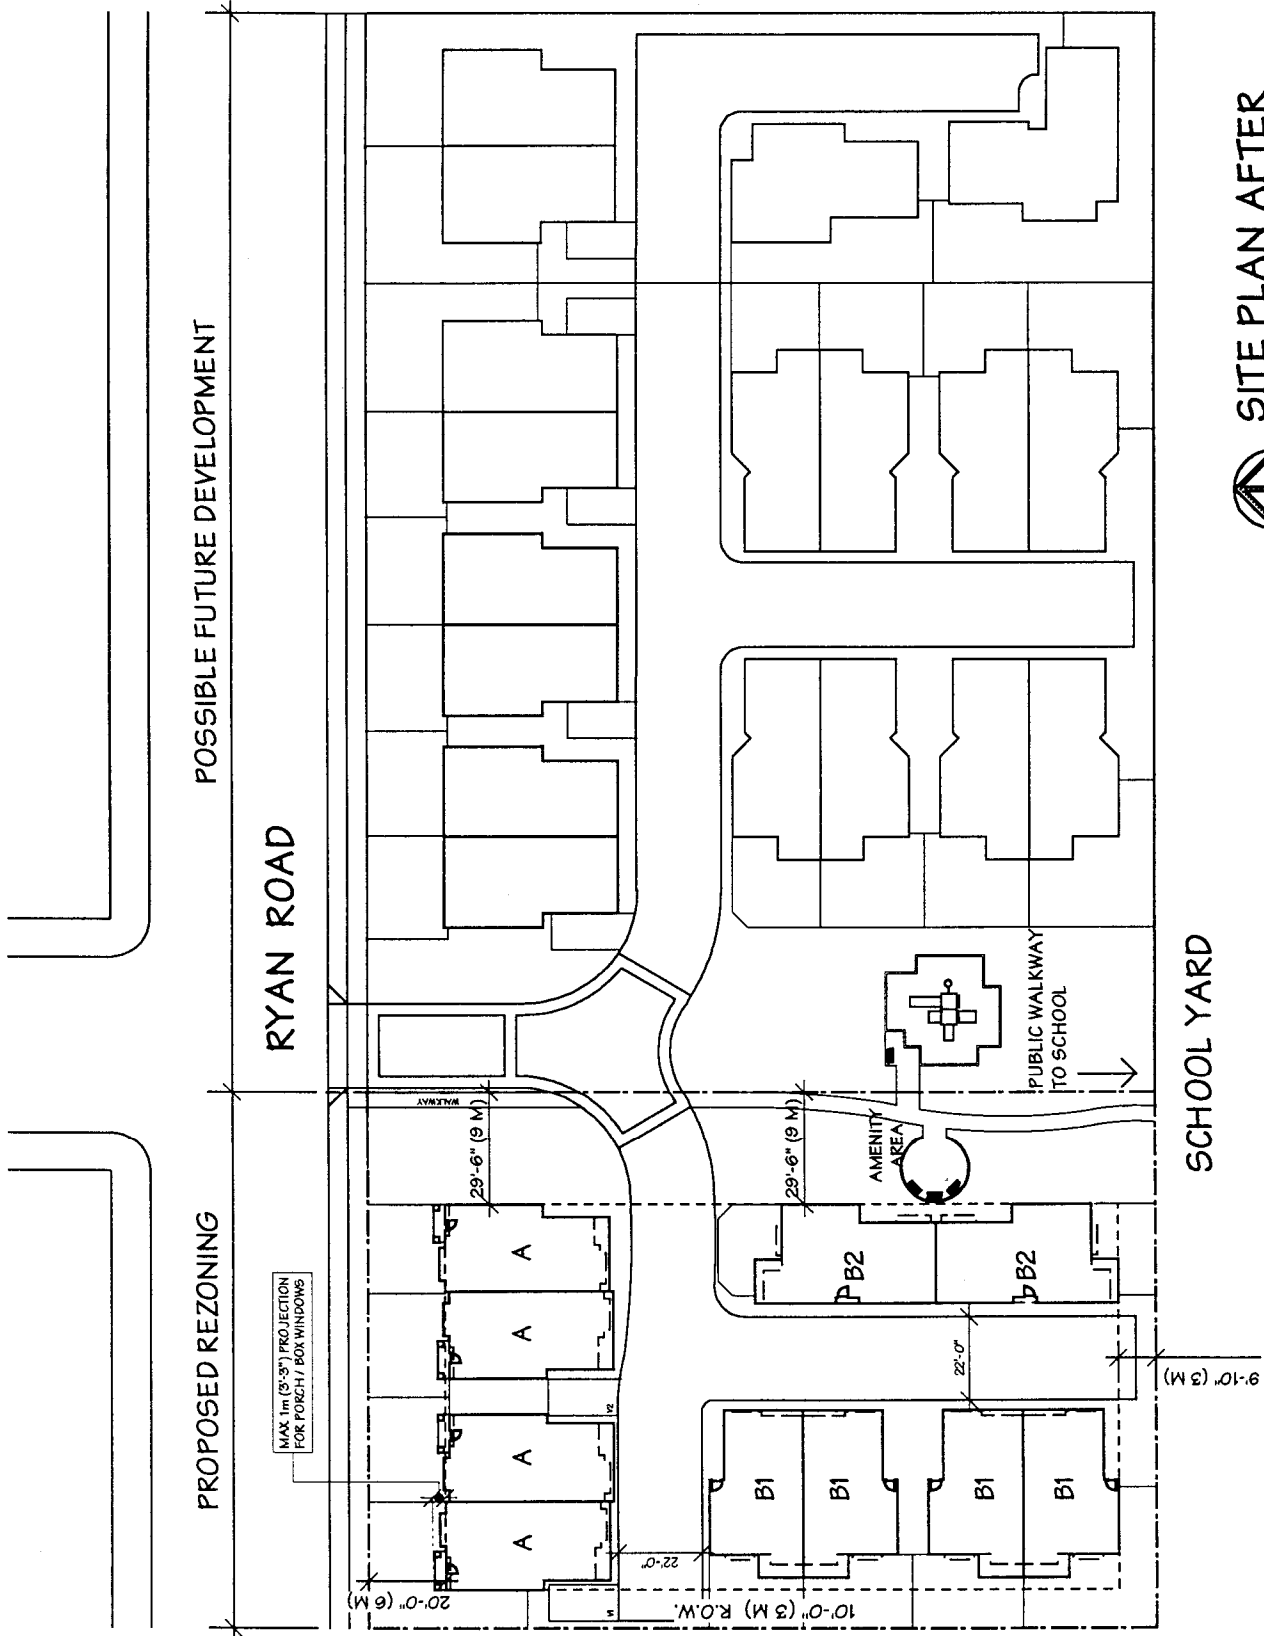 PROPOSED REZONING
POSSIBLE FUTURE DEVELOPMENT
MAX 1m (3'-3") PROJECTION
FOR PORCH / BOX WINDOWS
RYAN ROAD
20'-0" (6 M)
WALKWAY
29'-6" (9 M)
A
A
A
A
V1
V2
22'-0"
10'-0" (3 M) R.O.W.
29'-6" (9 M)
B1
B1
B1
B1
B2
B2
22'-0"
AMENITY
AREA
PUBLIC WALKWAY
TO SCHOOL
9'-10" (3 M)
SCHOOL YARD
SITE PLAN AFTER